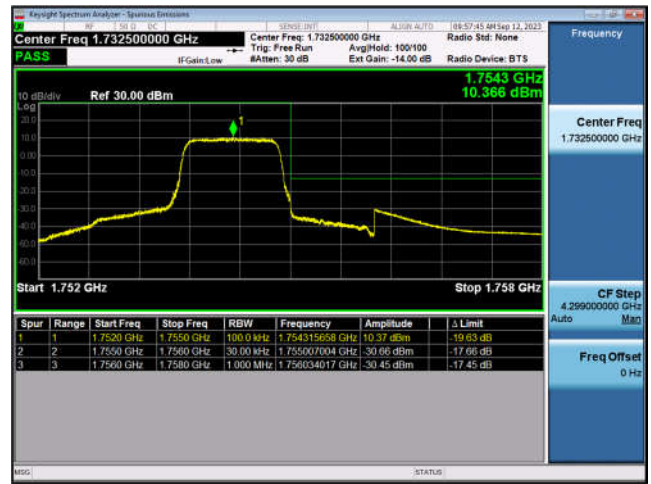 Keysight Spectrum Analyzer - Spurious Emissions
RF 50 Ω DC SENSE:INT ALIGN AUTO 09:57:45 AM Sep 12, 2023
Center Freq 1.732500000 GHz Center Freq: 1.732500000 GHz Radio Std: None
Trig: Free Run Avg|Hold: 100/100
PASS IFGain:Low #Atten: 30 dB Ext Gain: -14.00 dB Radio Device: BTS
Frequency
1.7543 GHz
10.366 dBm
10 dB/div Ref 30.00 dBm
Log
20.0
10.0
0.00
-10.0
-20.0
-30.0
-40.0
-50.0
-60.0
1
Start 1.752 GHz Stop 1.758 GHz
Center Freq
1.732500000 GHz
CF Step
4.299000000 GHz
Auto Man
Freq Offset
0 Hz
Spur Range Start Freq Stop Freq RBW Frequency Amplitude Δ Limit
1 1 1.7520 GHz 1.7550 GHz 100.0 kHz 1.754315658 GHz 10.37 dBm -19.63 dB
2 2 1.7550 GHz 1.7560 GHz 30.00 kHz 1.755007004 GHz -30.66 dBm -17.66 dB
3 3 1.7560 GHz 1.7580 GHz 1.000 MHz 1.756034017 GHz -30.45 dBm -17.45 dB
MSG STATUS